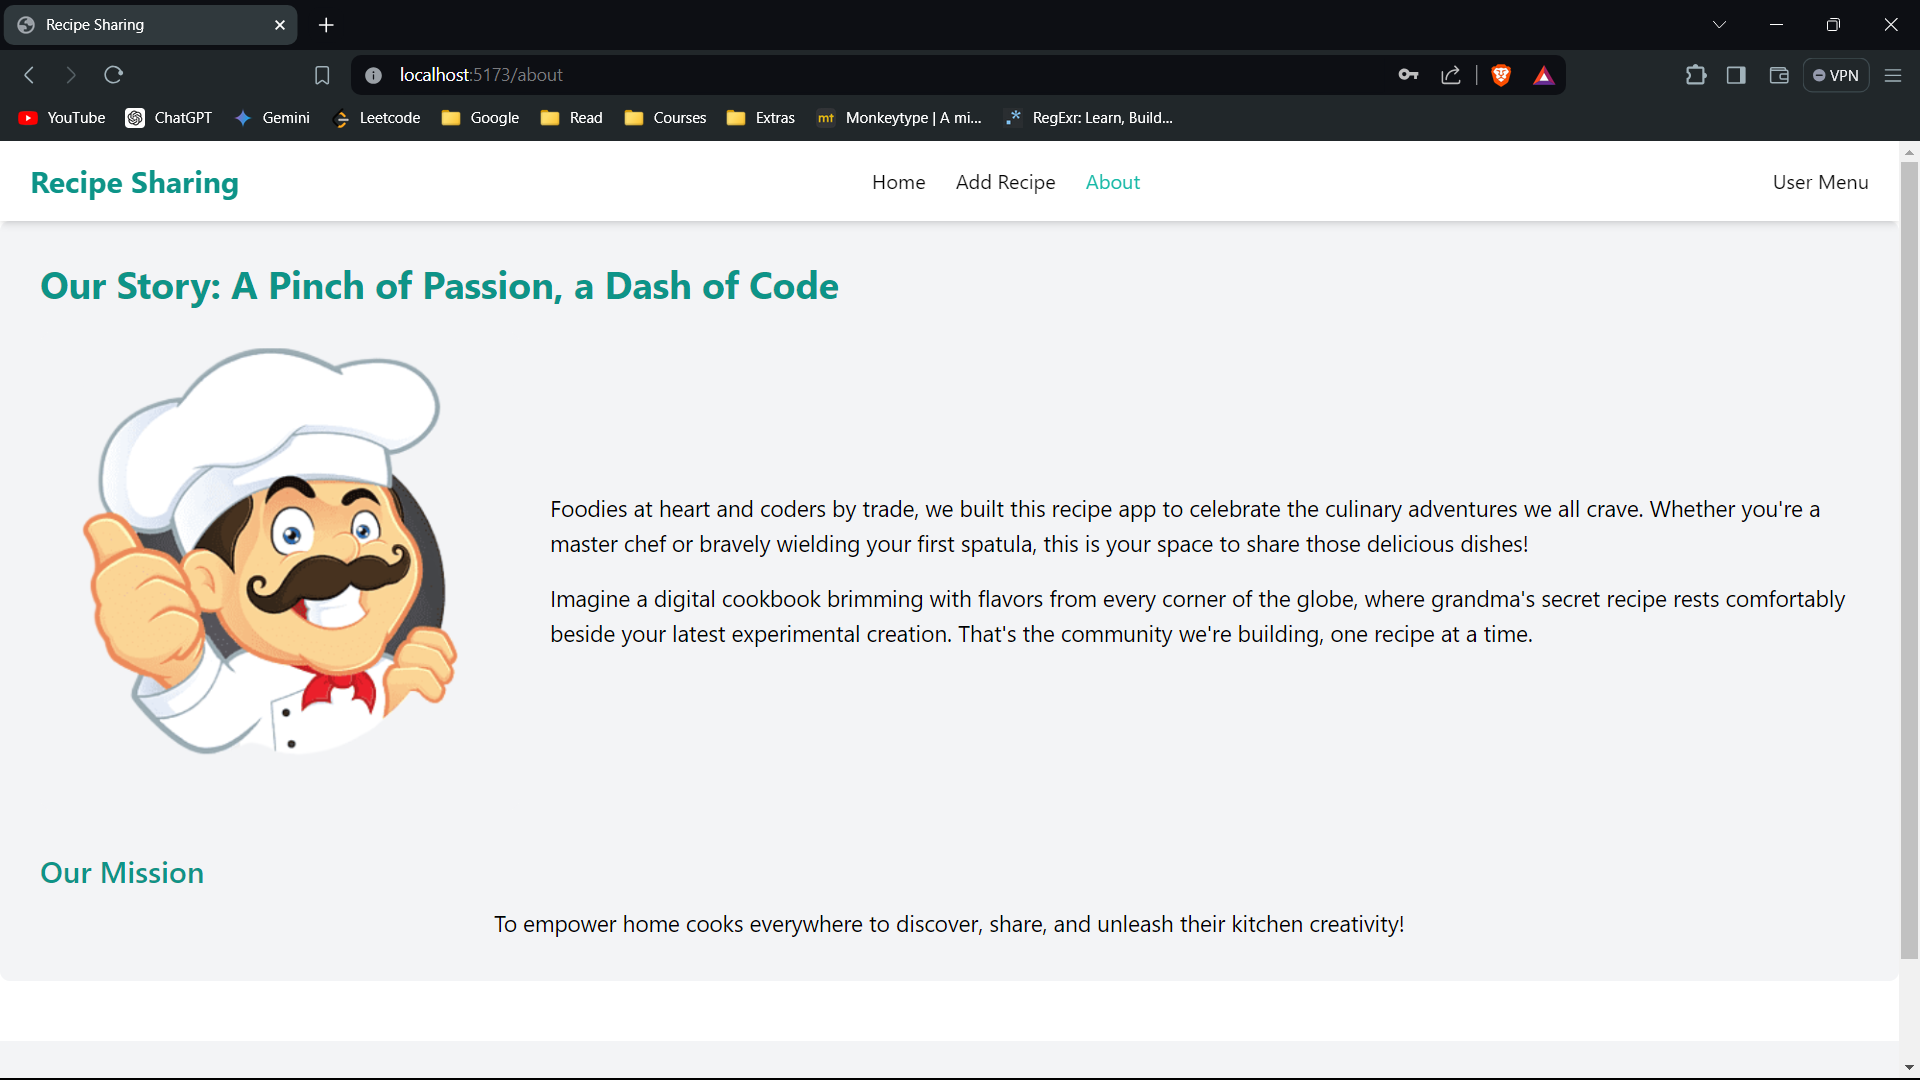 Recipe Sharing
localhost:5173/about
VPN
YouTube
ChatGPT
Gemini
Leetcode
Google
Read
Courses
Extras
mt Monkeytype | A mi...
.* RegExr: Learn, Build...
Recipe Sharing
Home
Add Recipe
About
User Menu
Our Story: A Pinch of Passion, a Dash of Code
Foodies at heart and coders by trade, we built this recipe app to celebrate the culinary adventures we all crave. Whether you're a
master chef or bravely wielding your first spatula, this is your space to share those delicious dishes!
Imagine a digital cookbook brimming with flavors from every corner of the globe, where grandma's secret recipe rests comfortably
beside your latest experimental creation. That's the community we're building, one recipe at a time.
Our Mission
To empower home cooks everywhere to discover, share, and unleash their kitchen creativity!